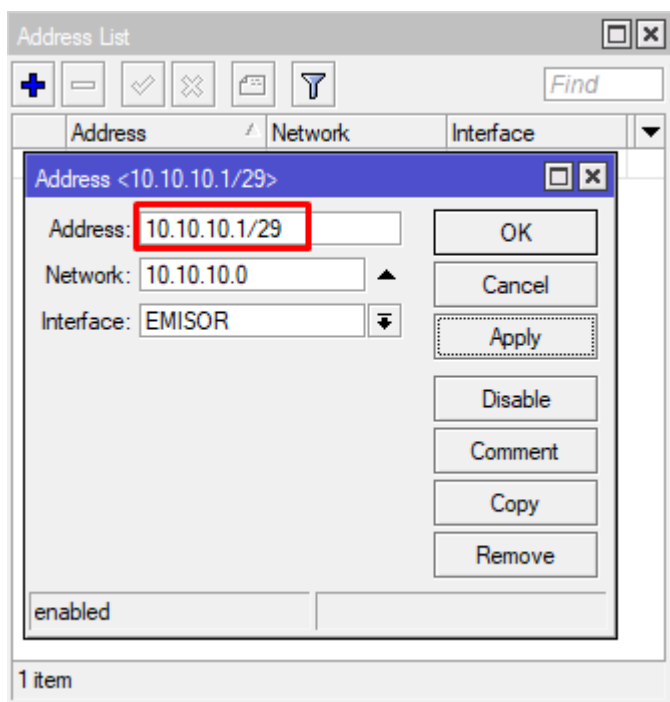 Address List
Find
Address Network Interface
Address <10.10.10.1/29>
Address: 10.10.10.1/29 OK
Network: 10.10.10.0 Cancel
Interface: EMISOR Apply
Disable
Comment
Copy
Remove
enabled
1 item